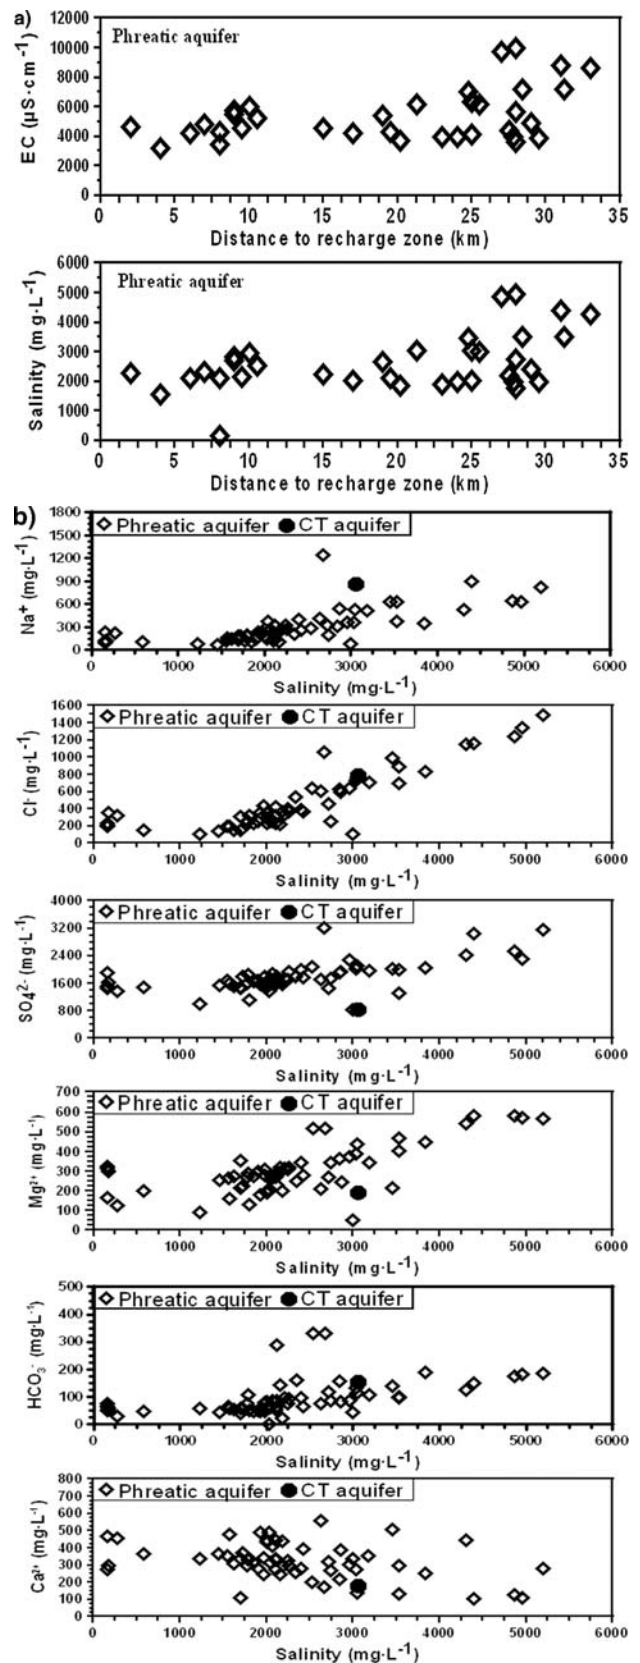 a)
12000
10000
8000
6000
4000
2000
0
EC (µS·cm⁻¹)
Phreatic aquifer
0 5 10 15 20 25 30 35
Distance to recharge zone (km)
6000
5000
4000
3000
2000
1000
0
Salinity (mg·L⁻¹)
Phreatic aquifer
0 5 10 15 20 25 30 35
Distance to recharge zone (km)
b)
1800
1500
1200
900
600
300
0
Na⁺ (mg·L⁻¹)
Phreatic aquifer CT aquifer
0 1000 2000 3000 4000 5000 6000
Salinity (mg·L⁻¹)
1600
1400
1200
1000
800
600
400
200
0
Cl⁻ (mg·L⁻¹)
Phreatic aquifer CT aquifer
0 1000 2000 3000 4000 5000 6000
Salinity (mg·L⁻¹)
4000
3200
2400
1600
800
0
SO4²⁻ (mg·L⁻¹)
Phreatic aquifer CT aquifer
0 1000 2000 3000 4000 5000 6000
Salinity (mg·L⁻¹)
700
600
500
400
300
200
100
0
Mg²⁺ (mg·L⁻¹)
Phreatic aquifer CT aquifer
0 1000 2000 3000 4000 5000 6000
Salinity (mg·L⁻¹)
500
400
300
200
100
0
HCO₃⁻ (mg·L⁻¹)
Phreatic aquifer CT aquifer
0 1000 2000 3000 4000 5000 6000
Salinity (mg·L⁻¹)
800
700
600
500
400
300
200
100
0
Ca²⁺ (mg·L⁻¹)
Phreatic aquifer CT aquifer
0 1000 2000 3000 4000 5000 6000
Salinity (mg·L⁻¹)